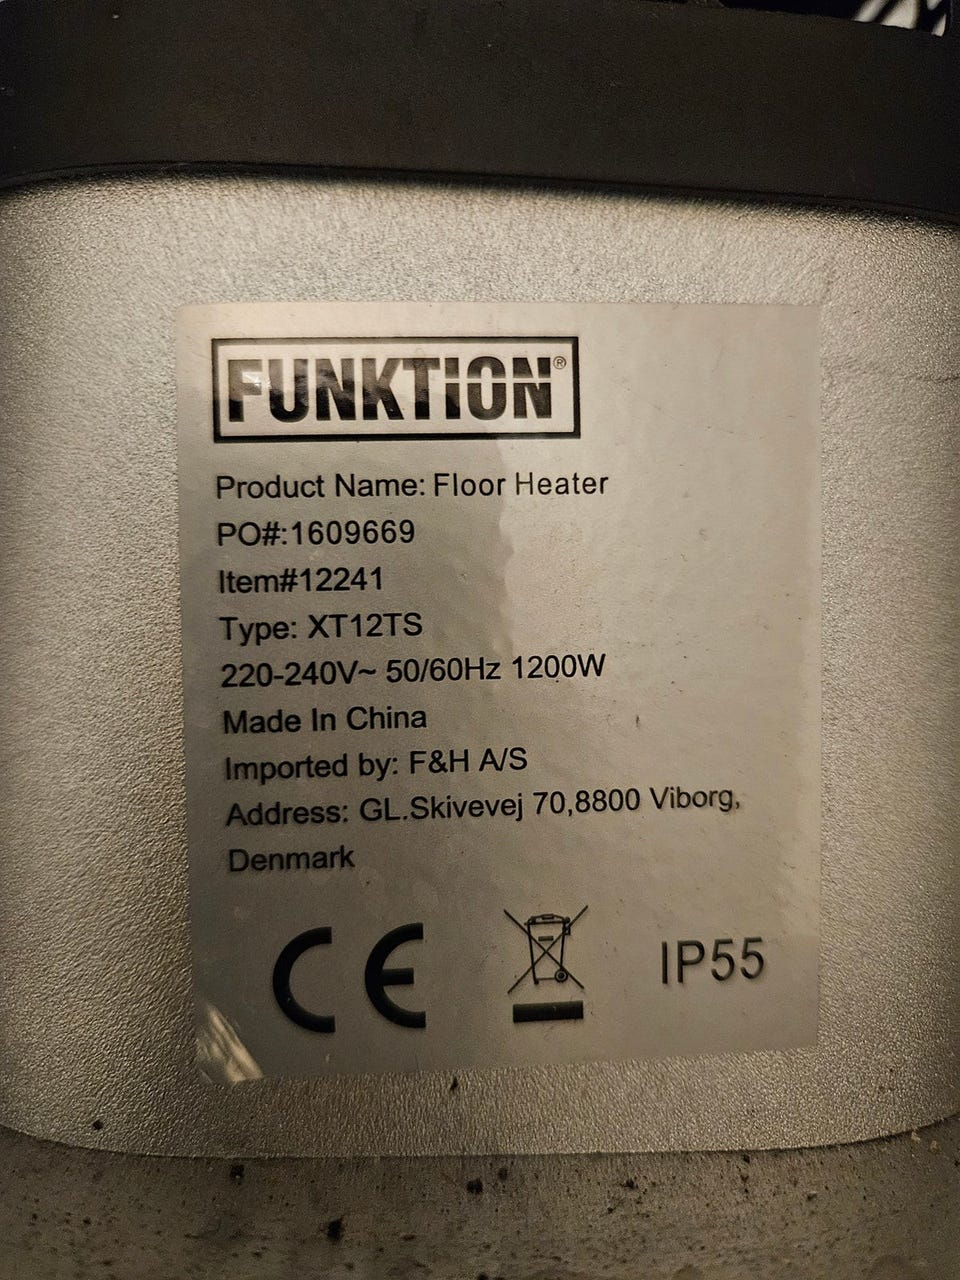 FUNKTION®
Product Name: Floor Heater
PO#:1609669
Item#12241
Type: XT12TS
220-240V~ 50/60Hz 1200W
Made In China
Imported by: F&H A/S
Address: GL.Skivevej 70,8800 Viborg,
Denmark
CE IP55